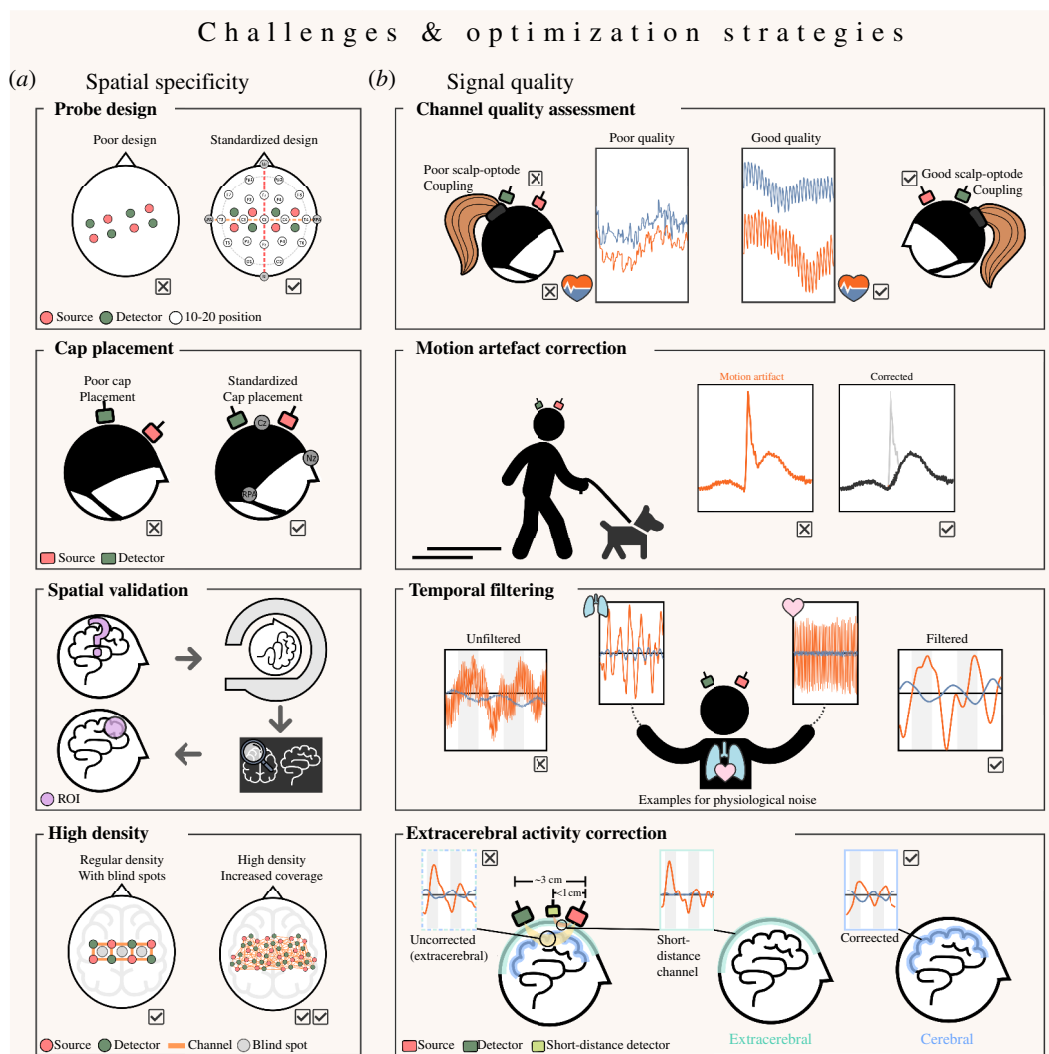 Challenges & optimization strategies
(a) Spatial specificity
Probe design
Poor design
Standardized design
Source Detector 10-20 position
Cap placement
Poor cap
Placement
Standardized
Cap placement
Cz
Nz
RPA
Source Detector
Spatial validation
?
ROI
High density
Regular density
With blind spots
High density
Increased coverage
Source Detector Channel Blind spot
(b) Signal quality
Channel quality assessment
Poor quality
Good quality
Poor scalp-optode
Coupling
Good scalp-optode
Coupling
Motion artefact correction
Motion artifact
Corrected
Temporal filtering
Unfiltered
Filtered
Examples for physiological noise
Extracerebral activity correction
~3 cm
<1cm
Uncorrected
(extracerebral)
Short-
distance
channel
Correected
Extracerebral
Cerebral
Source Detector Short-distance detector